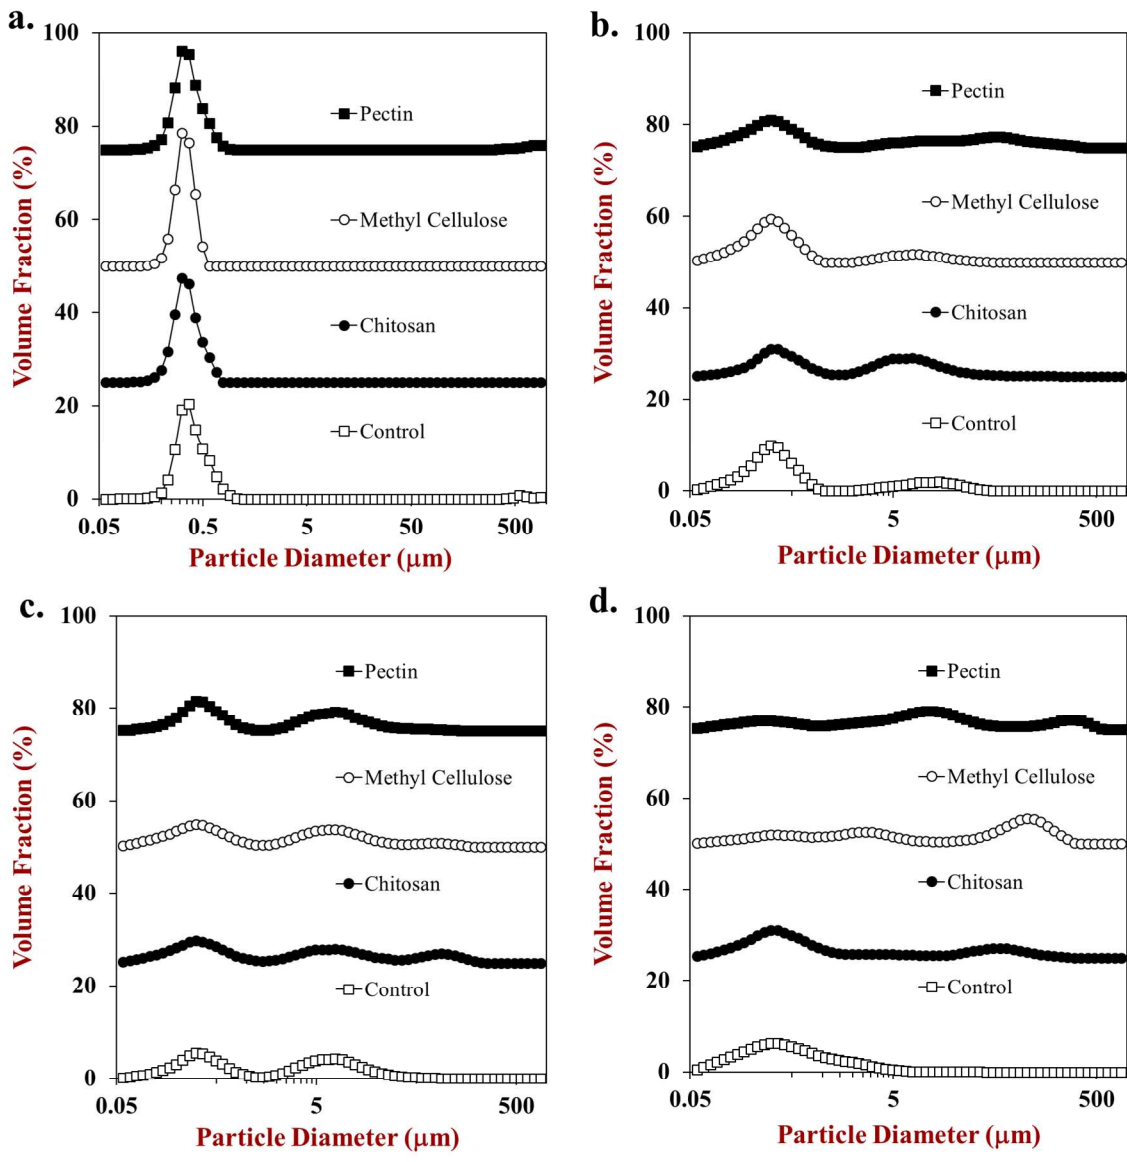 a.
100
80
60
40
20
0
Volume Fraction (%)
Pectin
Methyl Cellulose
Chitosan
Control
0.05 0.5 5 50 500
Particle Diameter (μm)
b.
100
80
60
40
20
0
Volume Fraction (%)
Pectin
Methyl Cellulose
Chitosan
Control
0.05 5 500
Particle Diameter (μm)
c.
100
80
60
40
20
0
Volume Fraction (%)
Pectin
Methyl Cellulose
Chitosan
Control
0.05 5 500
Particle Diameter (μm)
d.
100
80
60
40
20
0
Volume Fraction (%)
Pectin
Methyl Cellulose
Chitosan
Control
0.05 5 500
Particle Diameter (μm)